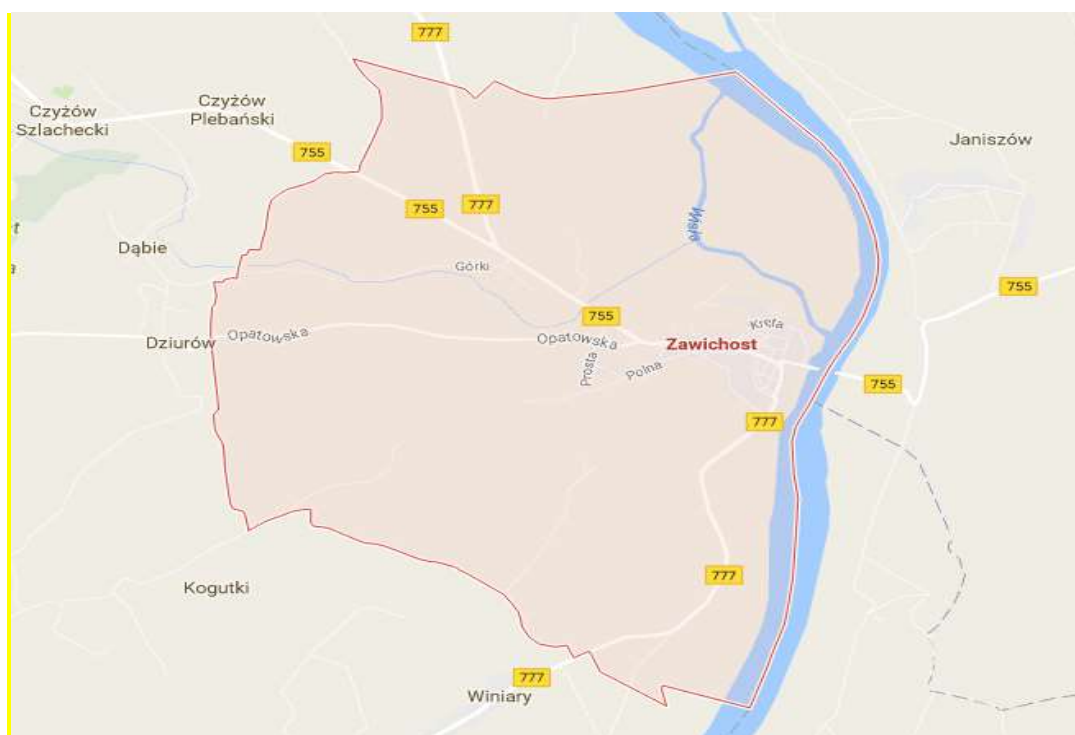 777
Czyżów
Szlachecki
Czyżów
Plebański
Janiszów
755
755
777
Wisła
st
Dąbie
a
Górki
755
755
Opatowska
Opatowska
Dziurów
Zawichost
Prosta
Polna
755
777
777
Kogutki
777
Winiary